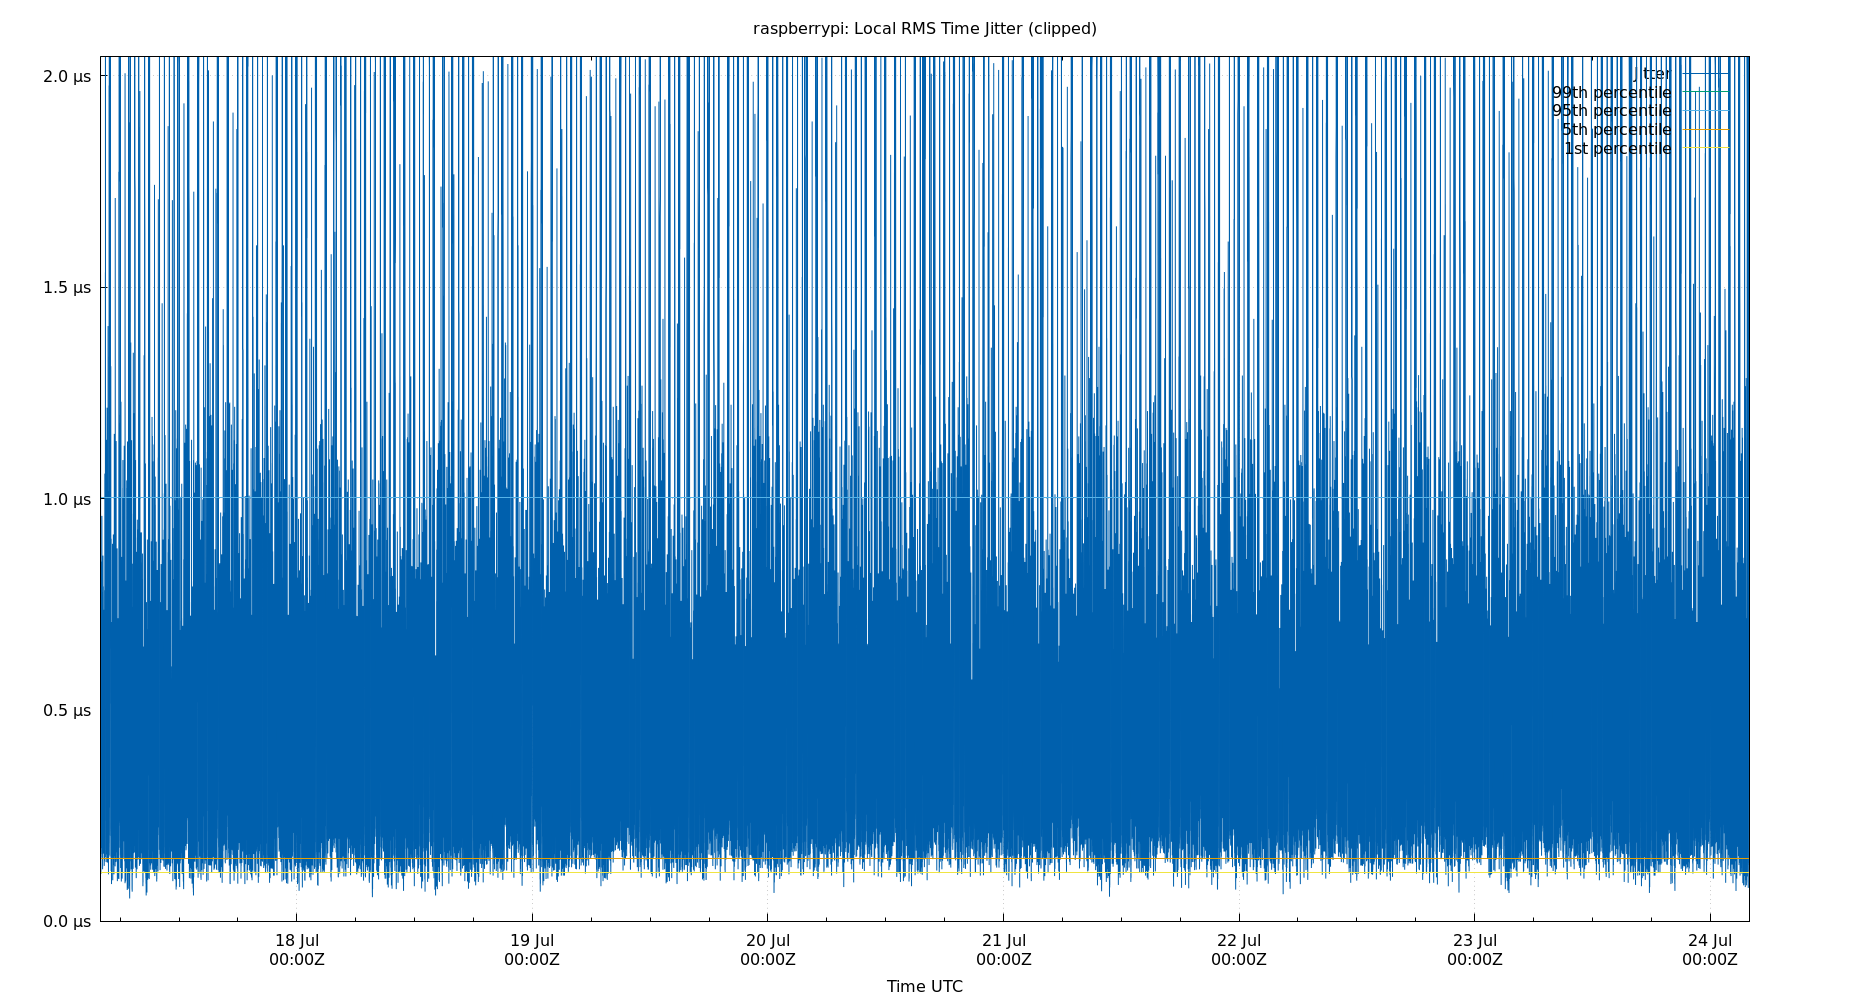 raspberrypi: Local RMS Time Jitter (clipped)
2.0 µs
1.5 µs
1.0 µs
0.5 µs
0.0 µs
Jitter
99th percentile
95th percentile
5th percentile
1st percentile
18 Jul
00:00Z
19 Jul
00:00Z
20 Jul
00:00Z
21 Jul
00:00Z
22 Jul
00:00Z
23 Jul
00:00Z
24 Jul
00:00Z
Time UTC